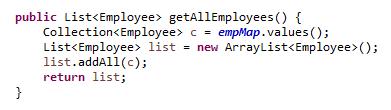 public List<Employee> getAllEmployees() {
    Collection<Employee> c = empMap.values();
    List<Employee> list = new ArrayList<Employee>();
    list.addAll(c);
    return list;
}